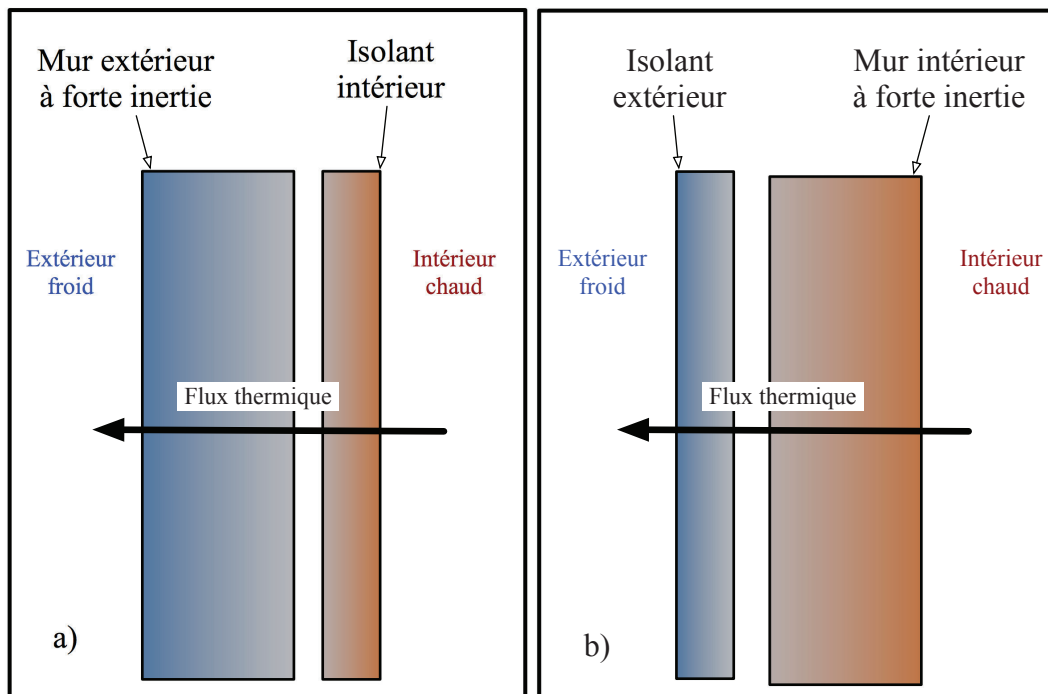 Mur extérieur
à forte inertie
Isolant
intérieur
Extérieur
froid
Intérieur
chaud
Flux thermique
a)
Isolant
extérieur
Mur intérieur
à forte inertie
Extérieur
froid
Intérieur
chaud
Flux thermique
b)